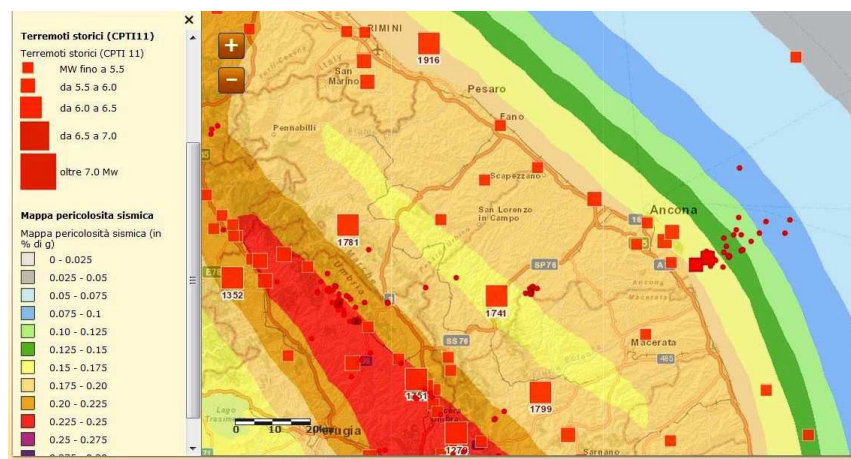 ×
Terremoti storici (CPTI11)
Terremoti storici (CPTI 11)
MW fino a 5.5
da 5.5 a 6.0
da 6.0 a 6.5
da 6.5 a 7.0
oltre 7.0 Mw
Mappa pericolosità sismica
Mappa pericolosità sismica (in
% di g)
0 - 0.025
0.025 - 0.05
0.05 - 0.075
0.075 - 0.1
0.10 - 0.125
0.125 - 0.15
0.15 - 0.175
0.175 - 0.20
0.20 - 0.225
0.225 - 0.25
0.25 - 0.275
+
−
RIMINI
1916
San
Marino
Pesaro
Fano
Pennabilli
Scapezzano
San Lorenzo
in Campo
Ancona
1781
SP76
1352
1741
SS76
Macerata
485
1799
Lago
0 10 20
Perugia
1279
Sarnano